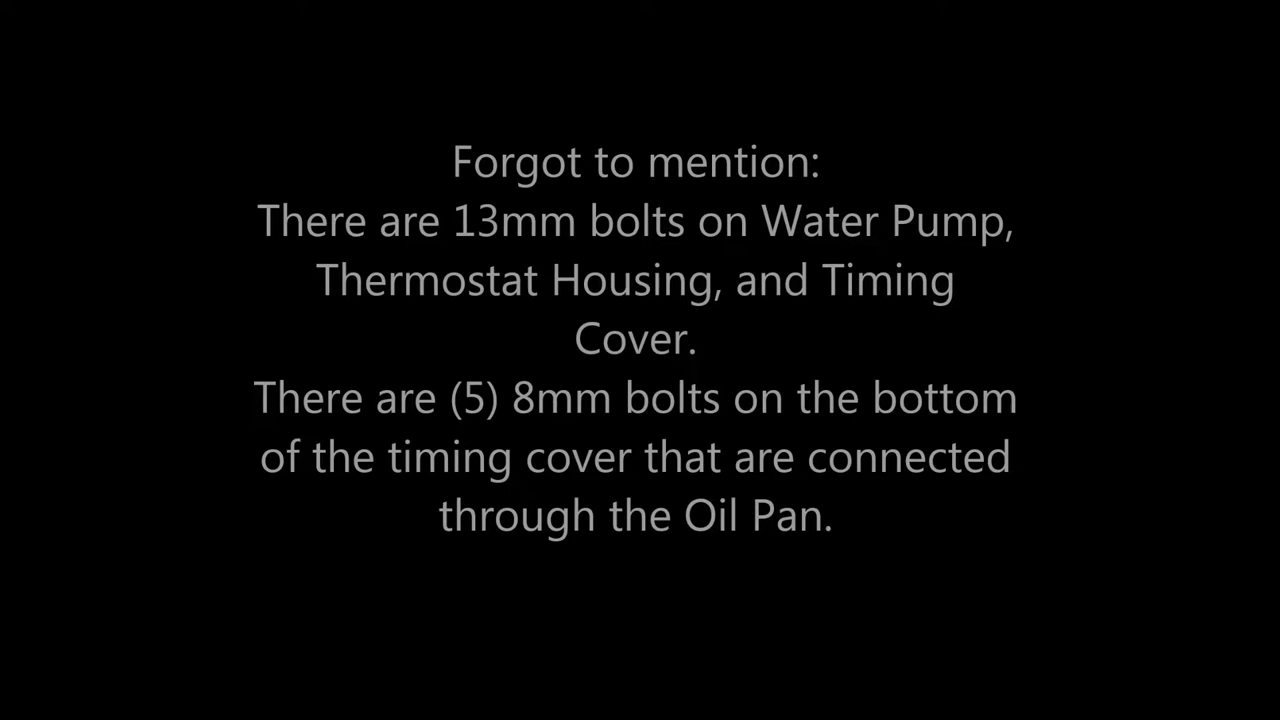 Forgot to mention:
There are 13mm bolts on Water Pump,
Thermostat Housing, and Timing
Cover.
There are (5) 8mm bolts on the bottom
of the timing cover that are connected
through the Oil Pan.